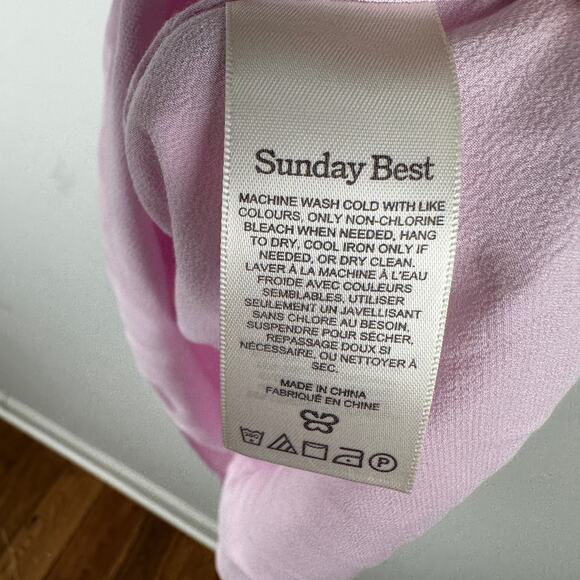 Sunday Best
MACHINE WASH COLD WITH LIKE
COLOURS, ONLY NON-CHLORINE
BLEACH WHEN NEEDED, HANG
TO DRY, COOL IRON ONLY IF
NEEDED, OR DRY CLEAN.
LAVER À LA MACHINE À L'EAU
FROIDE AVEC COULEURS
SEMBLABLES, UTILISER
SEULEMENT UN JAVELLISANT
SANS CHLORE AU BESOIN,
SUSPENDRE POUR SÉCHER,
REPASSAGE DOUX SI
NÉCESSAIRE, OU NETTOYER À
SEC.
MADE IN CHINA
FABRIQUÉ EN CHINE
P